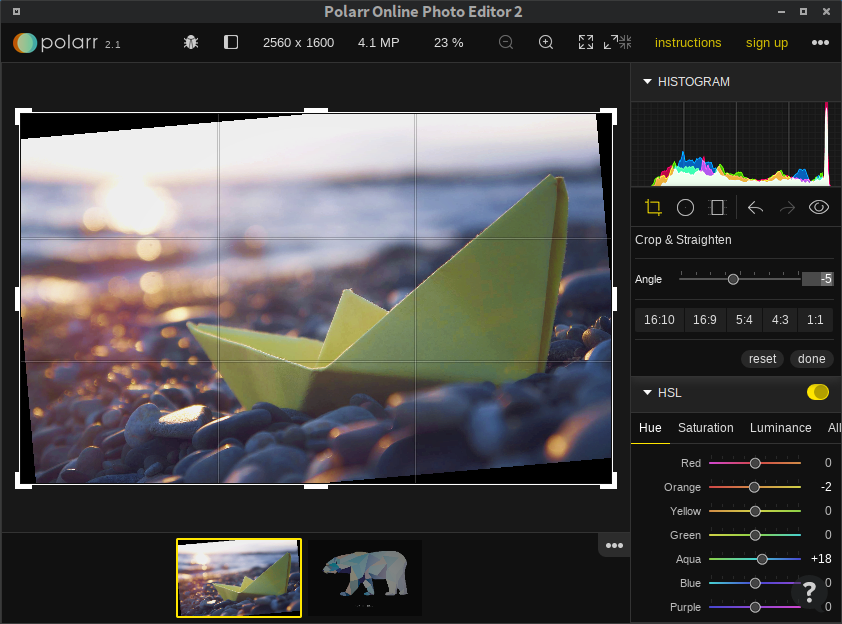 Polarr Online Photo Editor 2
polarr 2.1 2560 x 1600 4.1 MP 23 % instructions sign up
HISTOGRAM
Crop & Straighten
Angle -5
16:10 16:9 5:4 4:3 1:1
reset done
HSL
Hue Saturation Luminance All
Red 0
Orange -2
Yellow 0
Green 0
Aqua +18
Blue 0
Purple 0
?